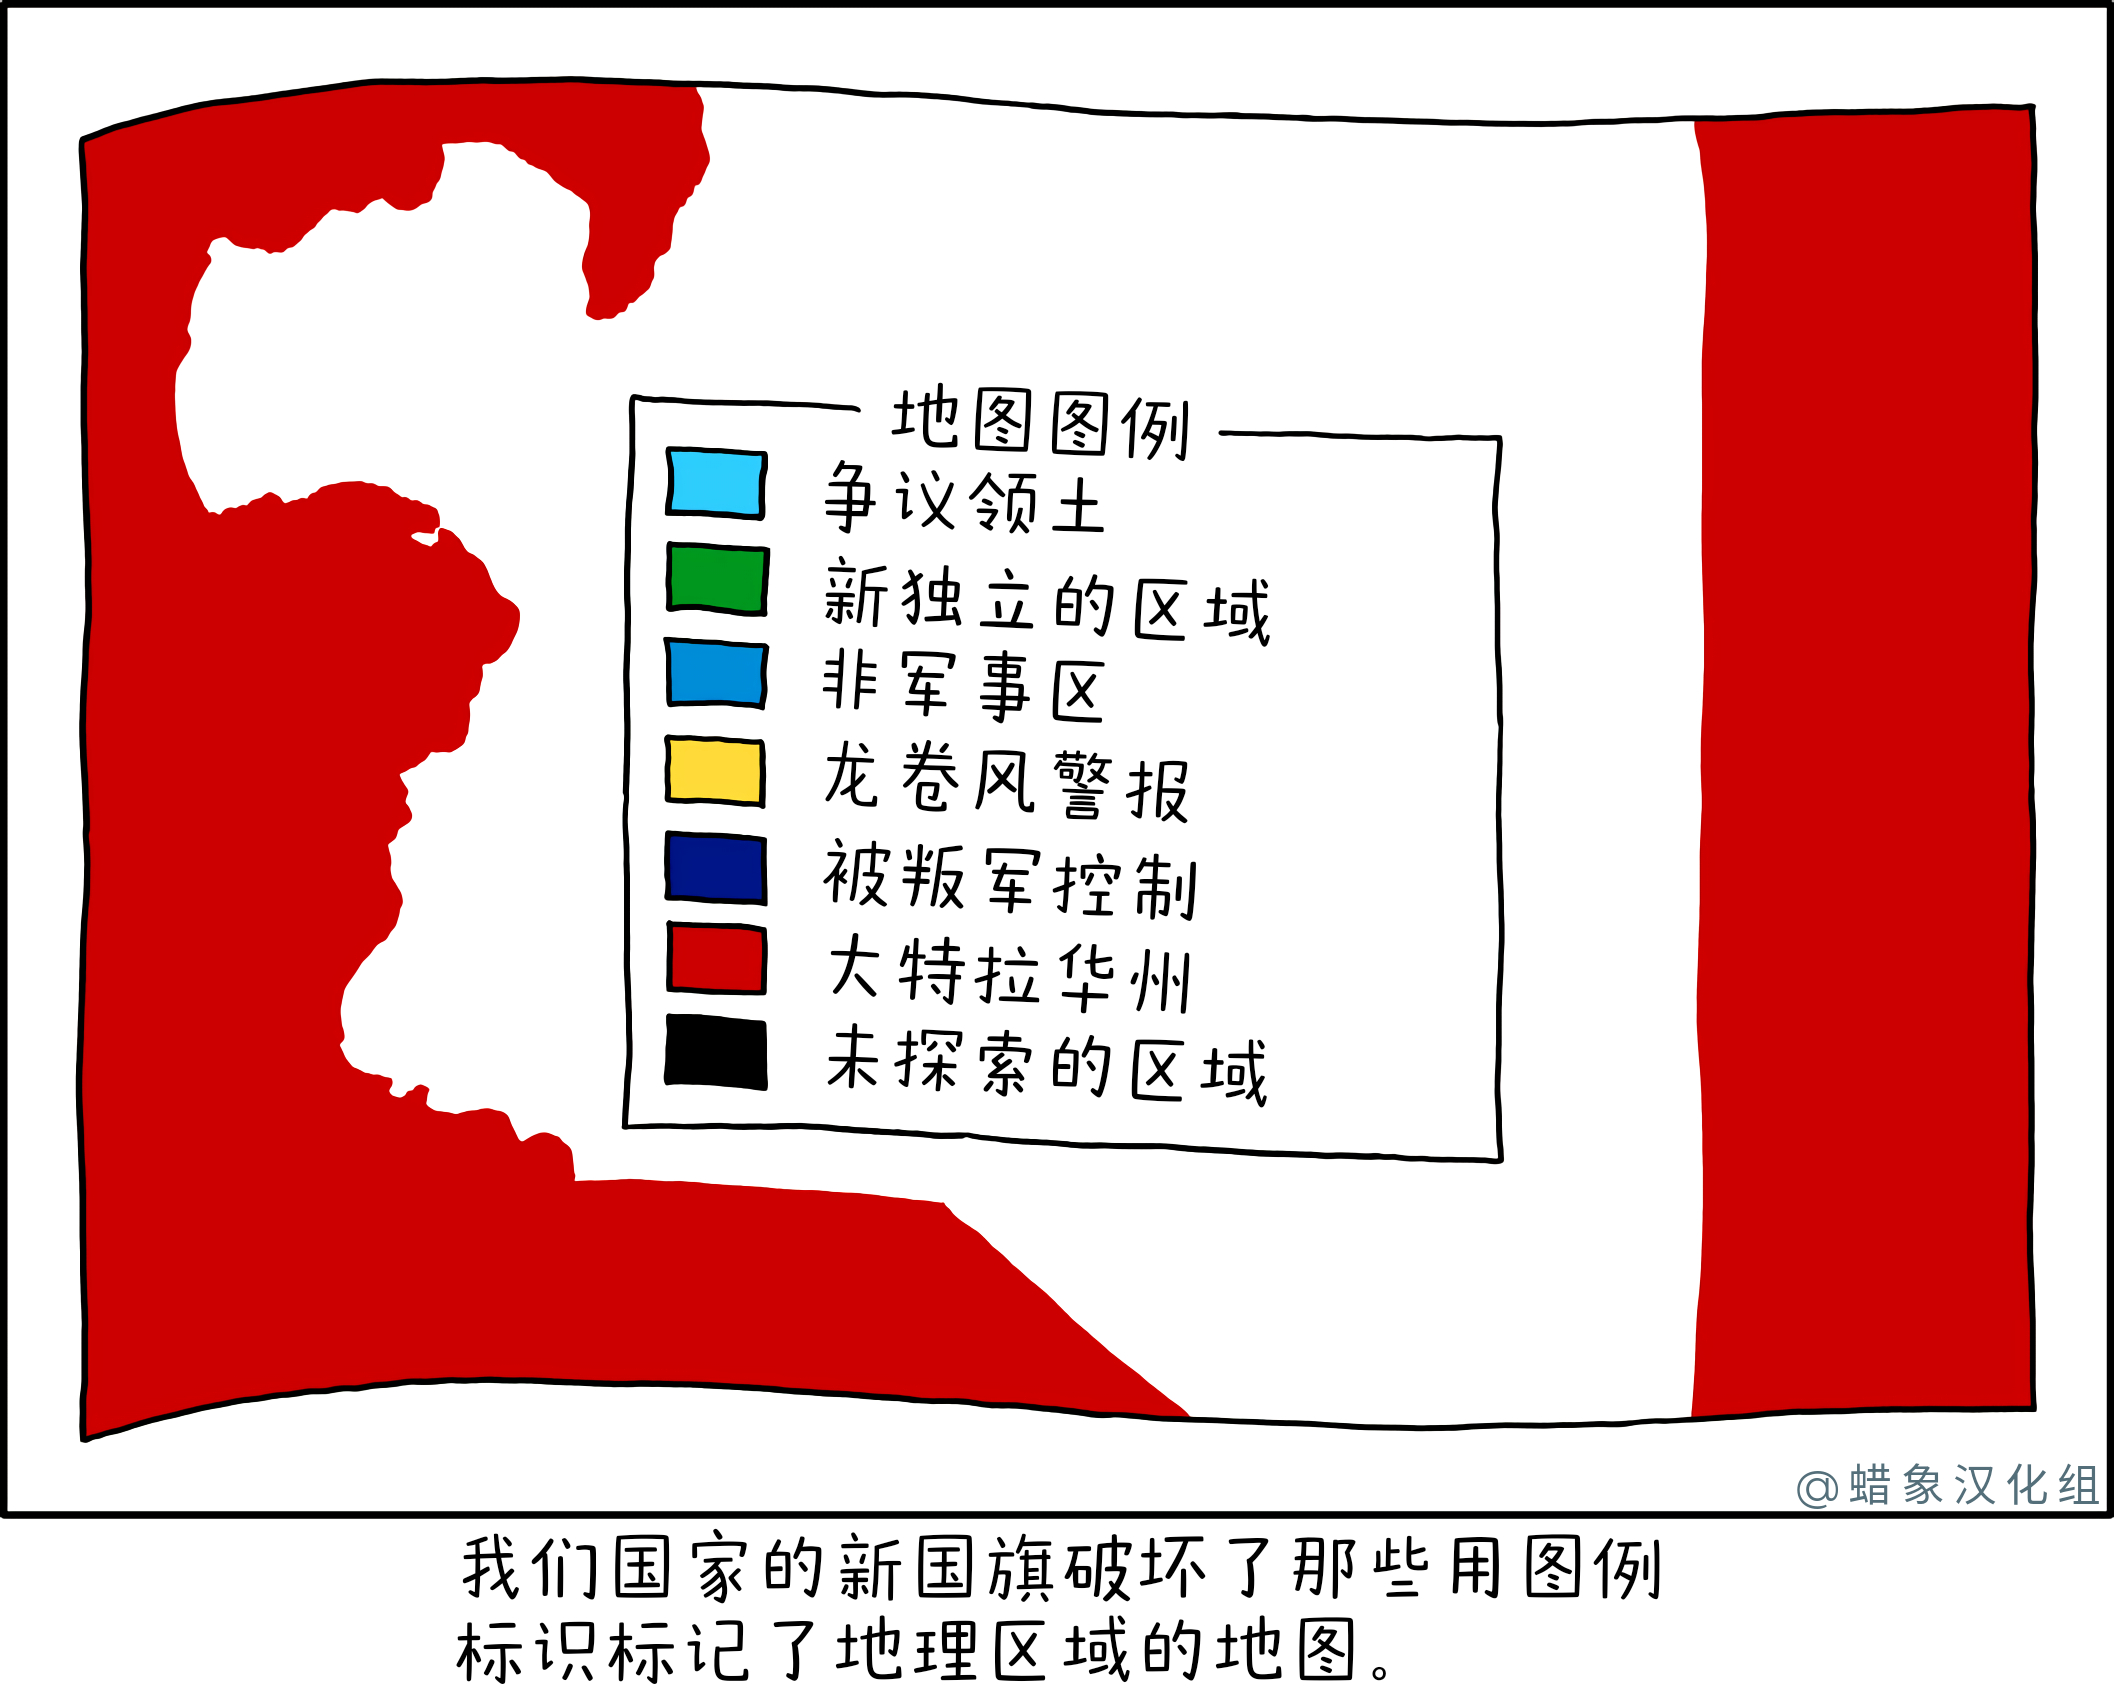 地图图例
争议领土
新独立的区域
非军事区
龙卷风警报
被叛军控制
大特拉华州
未探索的区域
@蜡象汉化组
我们国家的新国旗破坏了那些用图例
标识标记了地理区域的地图。